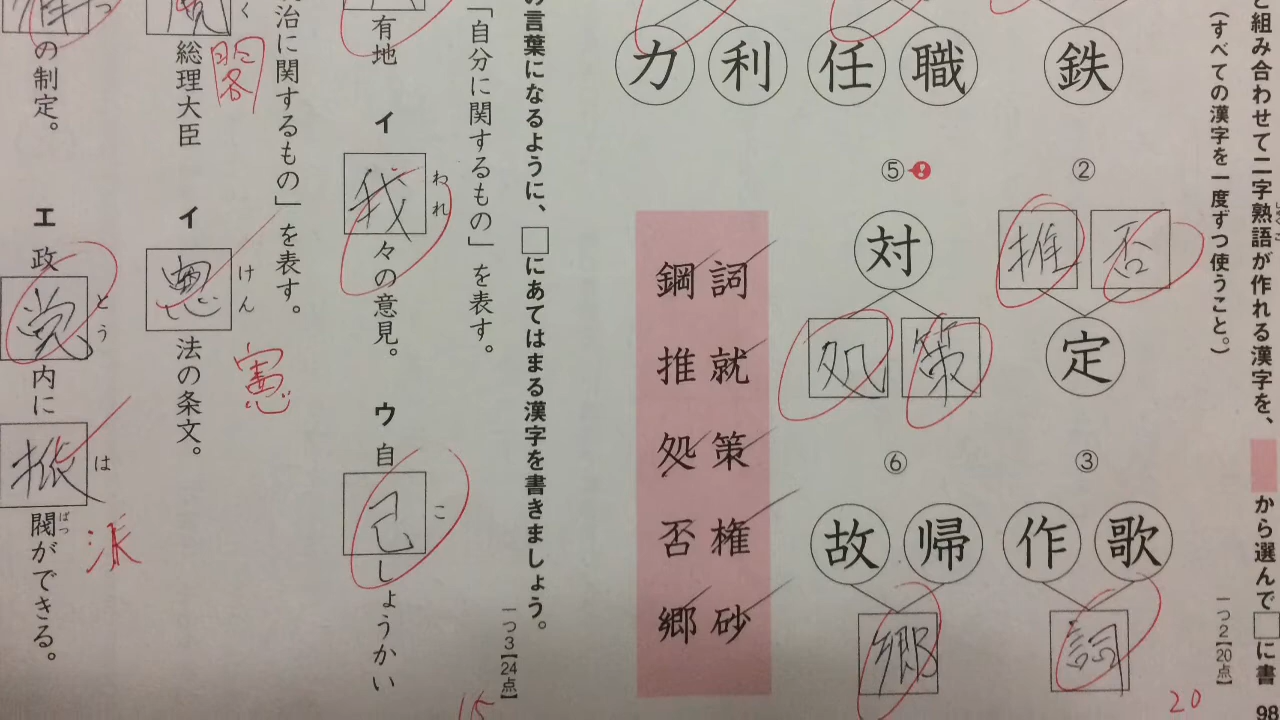 と組み合わせて二字熟語が作れる漢字を、
から選んで□に書
(すべての漢字を一度ずつ使うこと。)
一つ2【20点】
98
鉄
②
推
否
定
③
歌
作
詞
20
職
任
⑤
対
策
処
⑥
帰
故
郷
利
力
詞 就 策 権 砂
鋼 推 処 否 郷
の言葉になるように、□にあてはまる漢字を書きましょう。
一つ3【24点】
「自分に関するもの」を表す。
15
有地
イ 我々の意見。
われ
ウ 自己しょうかい
こ
治に関するもの」を表す。
く
総理大臣
イ
けん
法の条文。
憲
つ
の制定。
エ 政党内に
とう
は
派
閥ができる。
ばつ